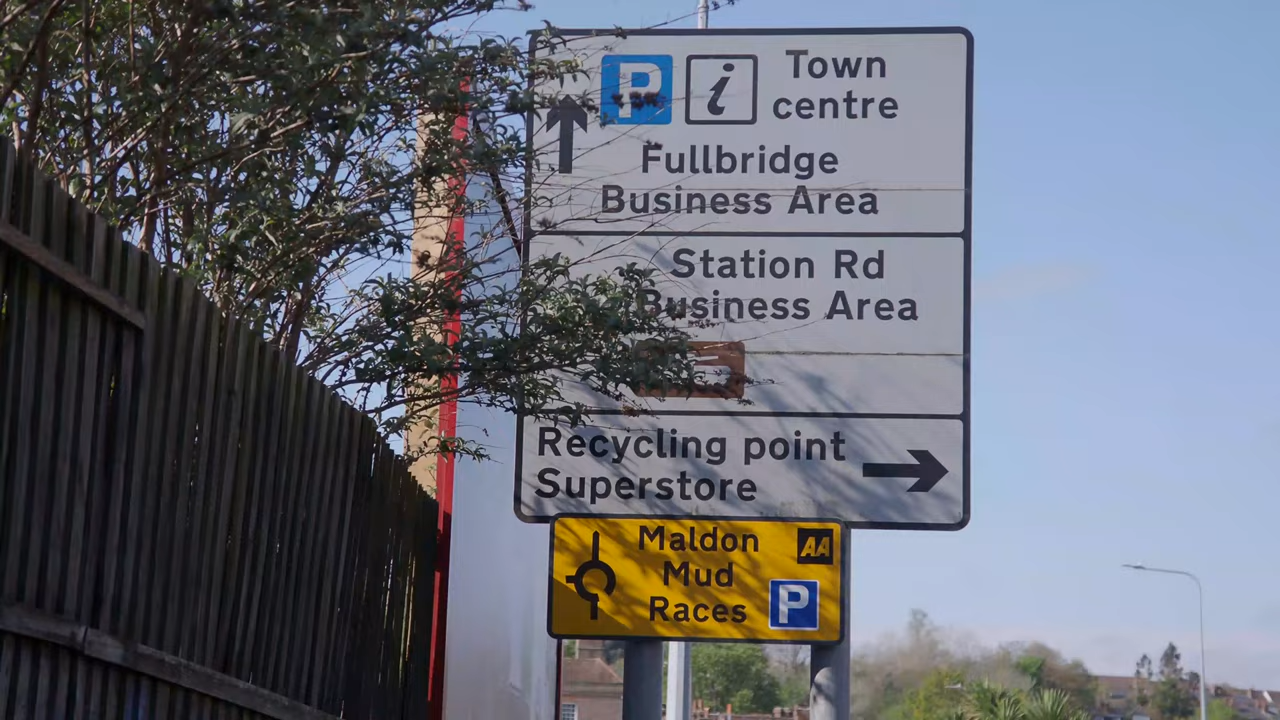 P i Town
centre
Fullbridge
Business Area
Station Rd
Business Area
Recycling point
Superstore
Maldon AA
Mud
Races P